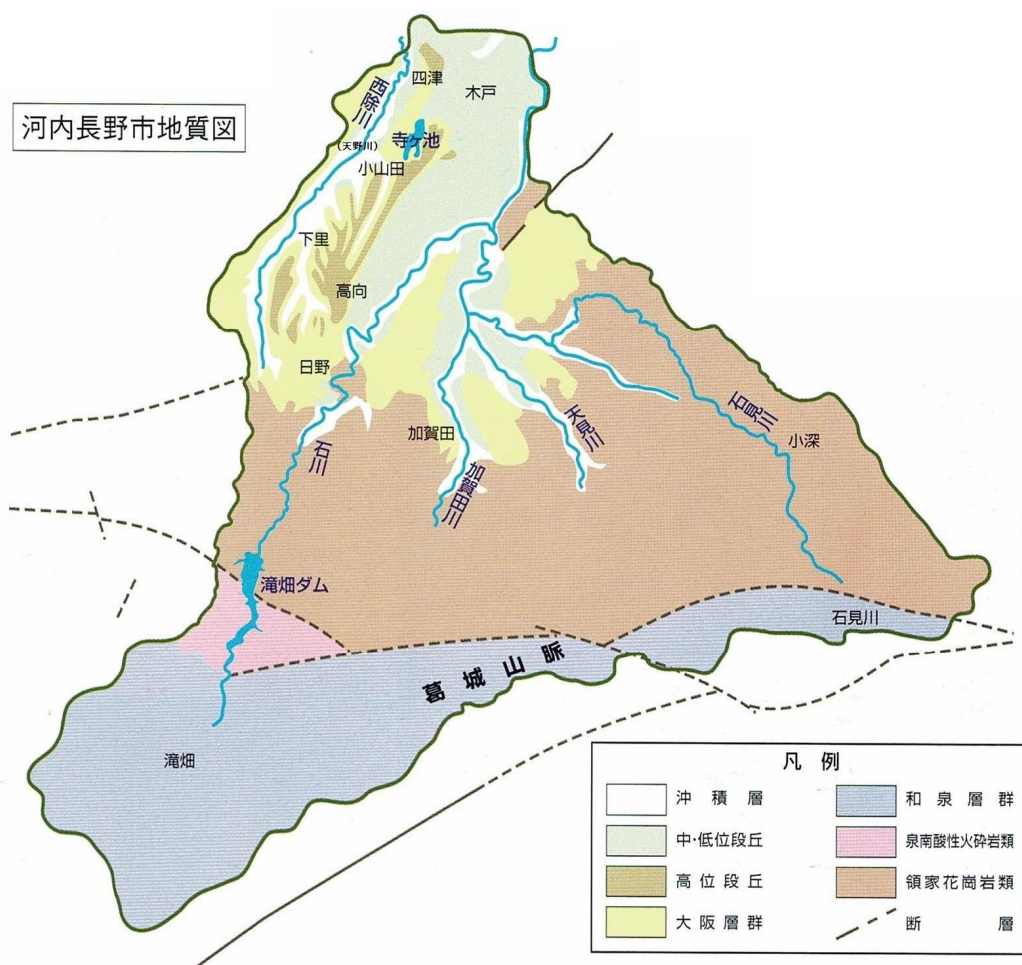 河内長野市地質図
西除川
(天野川)
四津
木戸
寺ヶ池
小山田
下里
高向
日野
石川
加賀田
加賀田川
天見川
石見川
小深
滝畑ダム
石見川
葛城山脈
滝畑
凡例
沖積層
中・低位段丘
高位段丘
大阪層群
和泉層群
泉南酸性火砕岩類
領家花崗岩類
断層